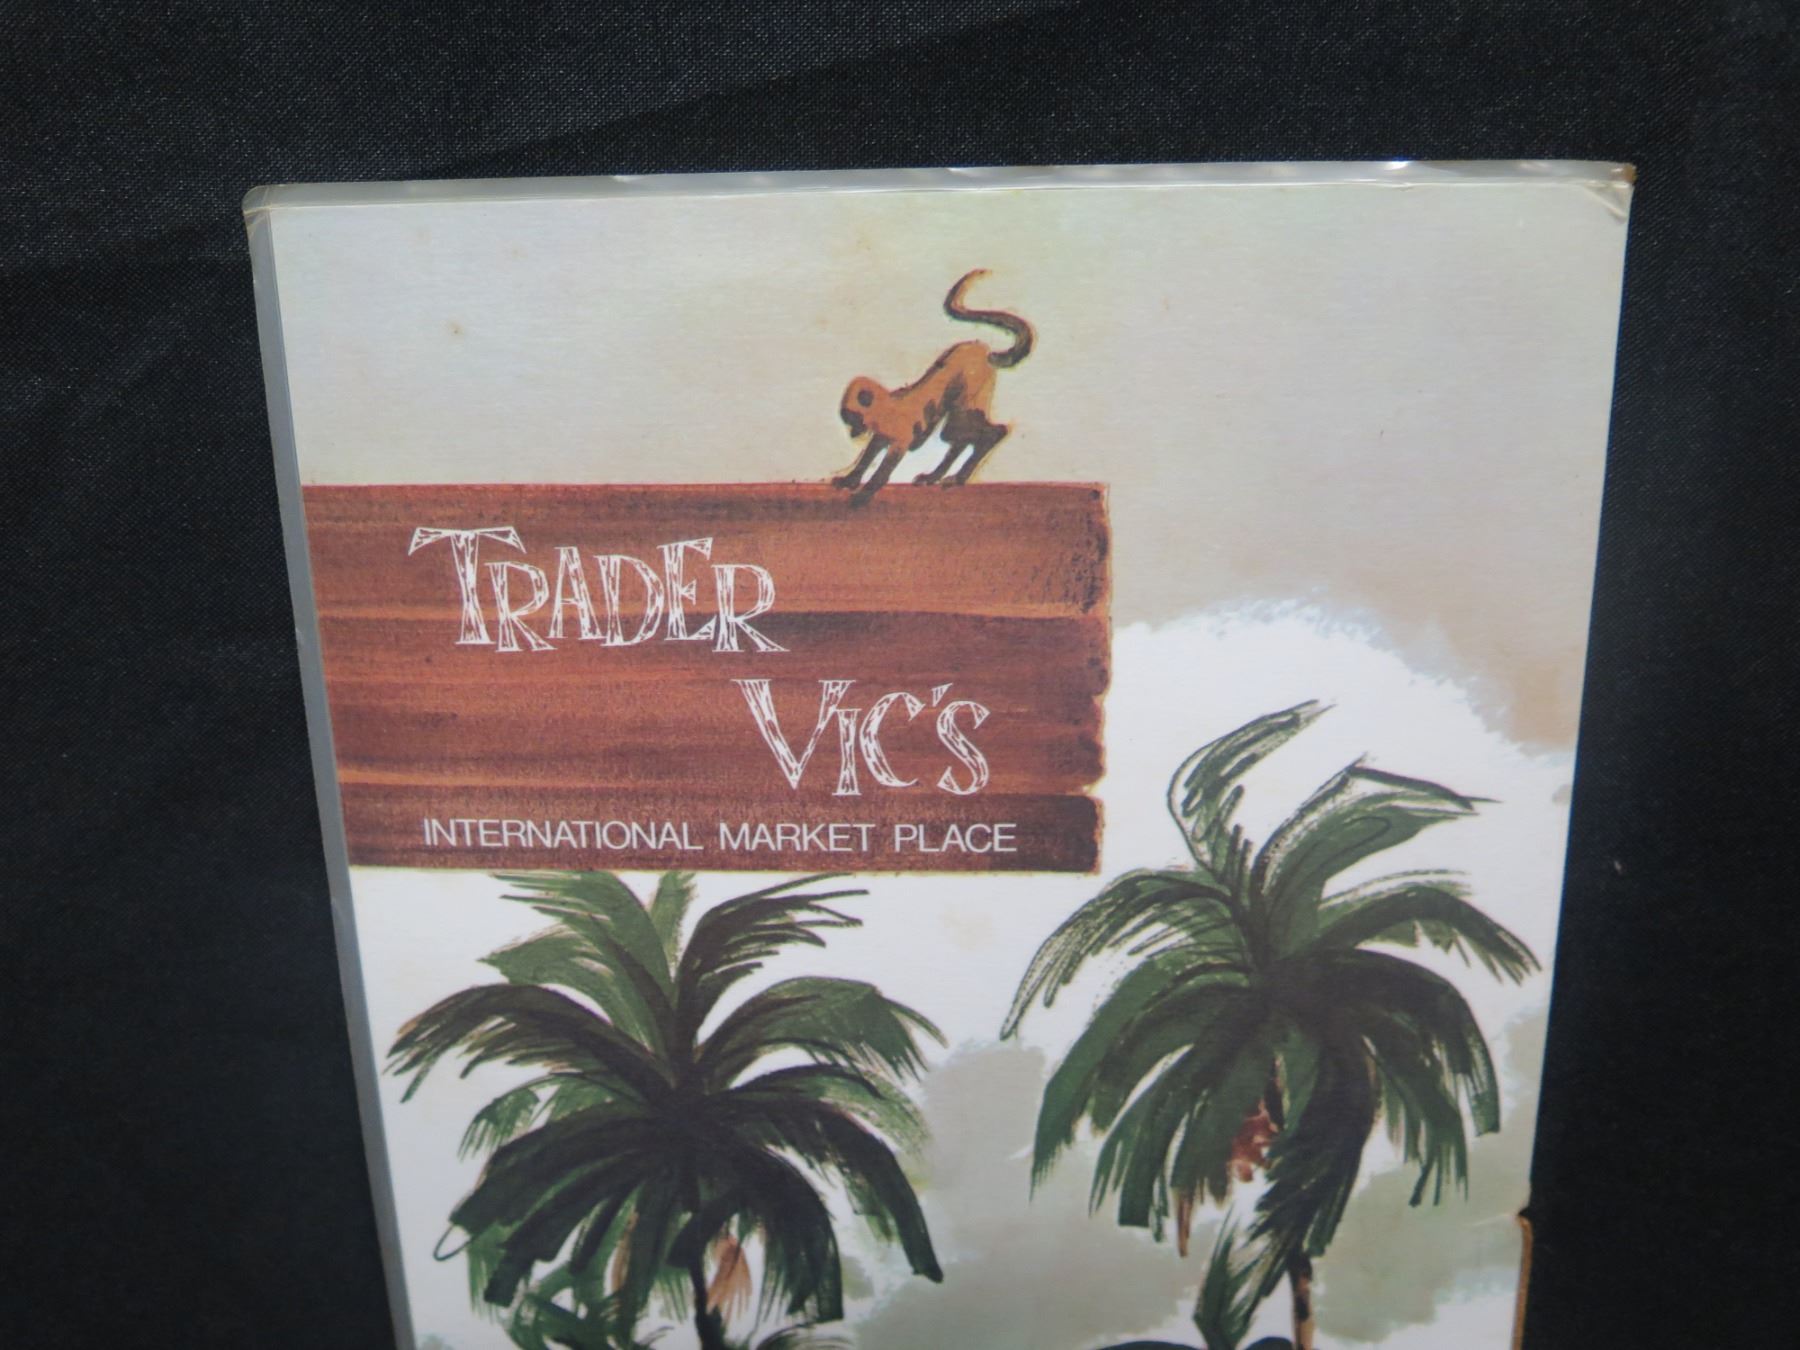 TRADER
VIC'S
INTERNATIONAL MARKET PLACE